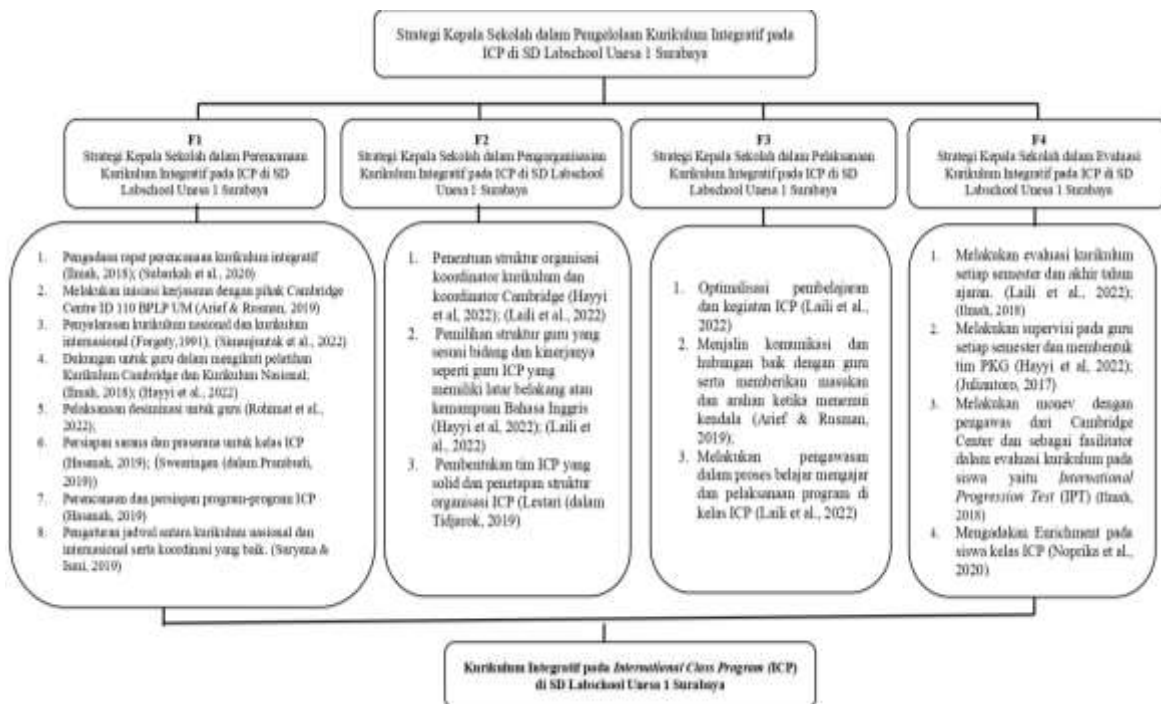 Strategi Kepala Sekolah dalam Pengelolaan Kurikulum Integratif pada
ICP di SD Labschool Unesa 1 Surabaya
F1
Strategi Kepala Sekolah dalam Perencanaan
Kurikulum Integratif pada ICP di SD
Labschool Unesa 1 Surabaya
F2
Strategi Kepala Sekolah dalam Pengorganisasian
Kurikulum Integratif pada ICP di SD Labschool
Unesa 1 Surabaya
F3
Strategi Kepala Sekolah dalam Pelaksanaan
Kurikulum Integratif pada ICP di SD
Labschool Unesa 1 Surabaya
F4
Strategi Kepala Sekolah dalam Evaluasi
Kurikulum Integratif pada ICP di SD
Labschool Unesa 1 Surabaya
1. Pengadaan rapat perencanaan kurikulum integratif
(Ilmah, 2018); (Subarkah et al., 2020)
2. Melakukan inisiasi kerjasama dengan pihak Cambridge
Centre ID 110 BPLP UM (Arief & Rusman, 2019)
3. Penyelarasan kurikulum nasional dan kurikulum
internasional (Forgaty,1991); (Simanjuntak et al., 2022)
4. Dukungan untuk guru dalam mengikuti pelatihan
Kurikulum Cambridge dan Kurikulum Nasional;
(Ilmah, 2018); (Hayyi et al., 2022)
5. Pelaksanaan desiminasi untuk guru (Rohmat et al.,
2022);
6. Persiapan sarana dan prasarana untuk kelas ICP
(Hasanah, 2019); (Swearingen (dalam Prambudi,
2019))
7. Perencanaan dan persiapan program-program ICP
(Hasanah, 2019)
8. Pengaturan jadwal antara kurikulum nasional dan
internasional serta koordinasi yang baik. (Suryana &
Ismi, 2019)
1. Penentuan struktur organisasi
koordinator kurikulum dan
koordinator Cambridge (Hayyi
et al, 2022); (Laili et al., 2022)
2. Pemilihan struktur guru yang
sesuai bidang dan kinerjanya
seperti guru ICP yang
memiliki latar belakang atau
kemampuan Bahasa Inggris
(Hayyi et al, 2022); (Laili
et al., 2022)
3. Pembentukan tim ICP yang
solid dan penetapan struktur
organisasi ICP (Lestari (dalam
Tidjarok, 2019)
1. Optimalisasi pembelajaran
dan kegiatan ICP (Laili et al.,
2022)
2. Menjalin komunikasi dan
hubungan baik dengan guru
serta memberikan masukan
dan arahan ketika menemui
kendala (Arief & Rusman,
2019);
3. Melakukan pengawasan
dalam proses belajar mengajar
dan pelaksanaan program di
kelas ICP (Laili et al., 2022)
1. Melakukan evaluasi kurikulum
setiap semester dan akhir tahun
ajaran. (Laili et al., 2022);
(Ilmah, 2018)
2. Melakukan supervisi pada guru
setiap semester dan membentuk
tim PKG (Hayyi et al, 2022);
(Juliantoro, 2017)
3. Melakukan monev dengan
pengawas dari Cambridge
Center dan sebagai fasilitator
dalam evaluasi kurikulum pada
siswa yaitu International
Progression Test (IPT) (Ilmah,
2018)
4. Mengadakan Enrichment pada
siswa kelas ICP (Noprika et al.,
2020)
Kurikulum Integratif pada International Class Program (ICP)
di SD Labschool Unesa 1 Surabaya